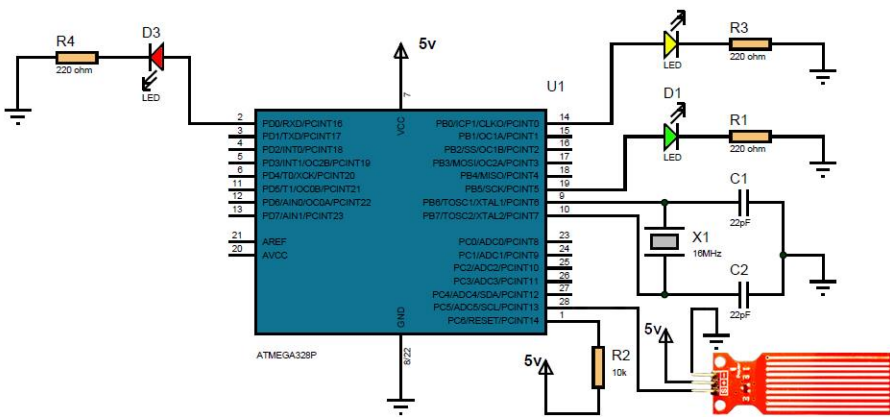 R4
220 ohm
D3
LED
5v
U1
LED
R3
220 ohm
D1
LED
R1
220 ohm
2 PD0/RXD/PCINT16
3 PD1/TXD/PCINT17
4 PD2/INT0/PCINT18
5 PD3/INT1/OC2B/PCINT19
6 PD4/T0/XCK/PCINT20
11 PD5/T1/OC0B/PCINT21
12 PD6/AIN0/OC0A/PCINT22
13 PD7/AIN1/PCINT23
21 AREF
20 AVCC
7
VCC
PB0/ICP1/CLKO/PCINT0 14
PB1/OC1A/PCINT1 15
PB2/SS/OC1B/PCINT2 16
PB3/MOSI/OC2A/PCINT3 17
PB4/MISO/PCINT4 18
PB5/SCK/PCINT5 19
PB6/TOSC1/XTAL1/PCINT6 9
PB7/TOSC2/XTAL2/PCINT7 10
PC0/ADC0/PCINT8 23
PC1/ADC1/PCINT9 24
PC2/ADC2/PCINT10 25
PC3/ADC3/PCINT11 26
PC4/ADC4/SDA/PCINT12 27
PC5/ADC5/SCL/PCINT13 28
PC6/RESET/PCINT14 1
GND
8/22
ATMEGA328P
C1
22pF
X1
16MHz
C2
22pF
R2
10k
5v
5v